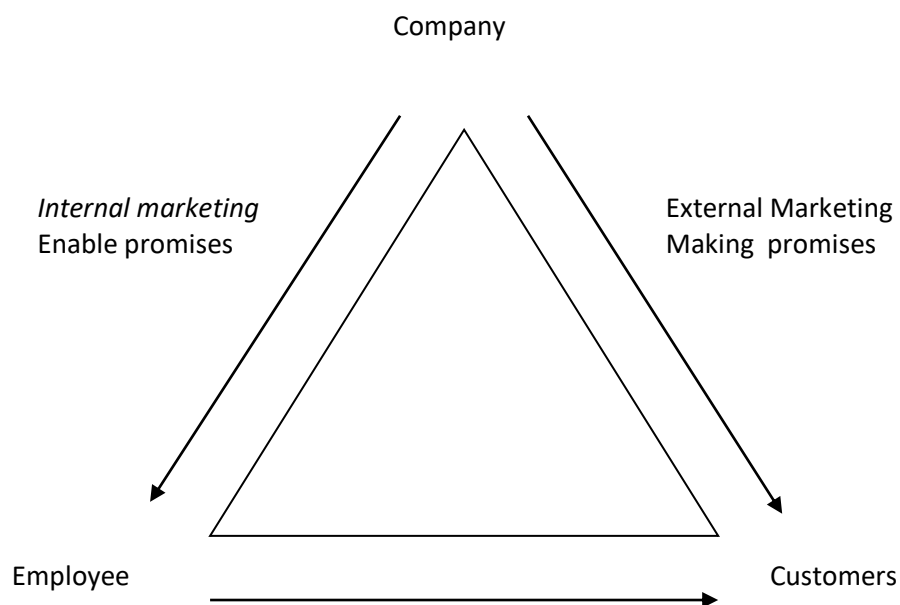 Company
Internal marketing
Enable promises
External Marketing
Making  promises
Employee
Customers